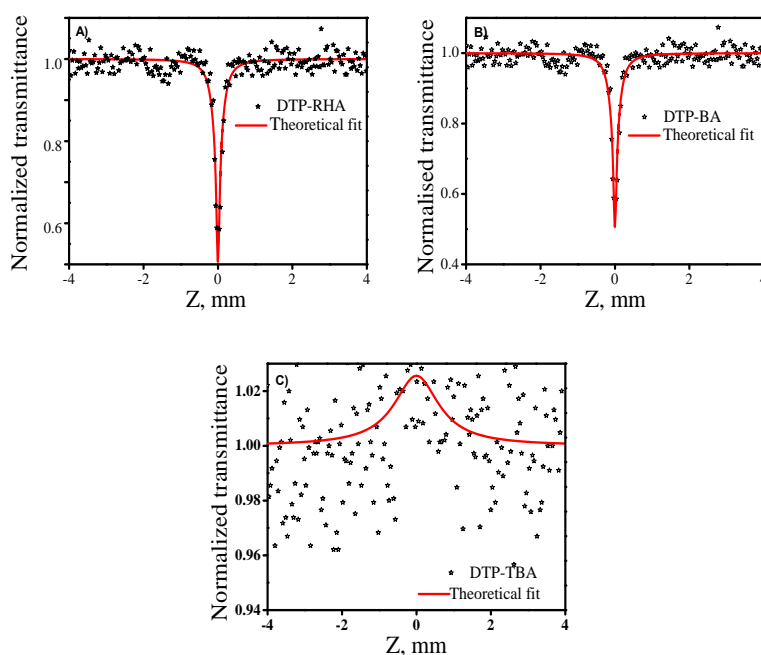 A)
Normalized transmittance
1.0
0.8
0.6
DTP-RHA
Theoretical fit
-4 -2 0 2 4
Z, mm
B)
Normalised transmittance
1.0
0.8
0.6
0.4
DTP-BA
Theoretical fit
-4 -2 0 2 4
Z, mm
C)
Normalized transmittance
1.02
1.00
0.98
0.96
0.94
DTP-TBA
Theoretical fit
-4 -2 0 2 4
Z, mm